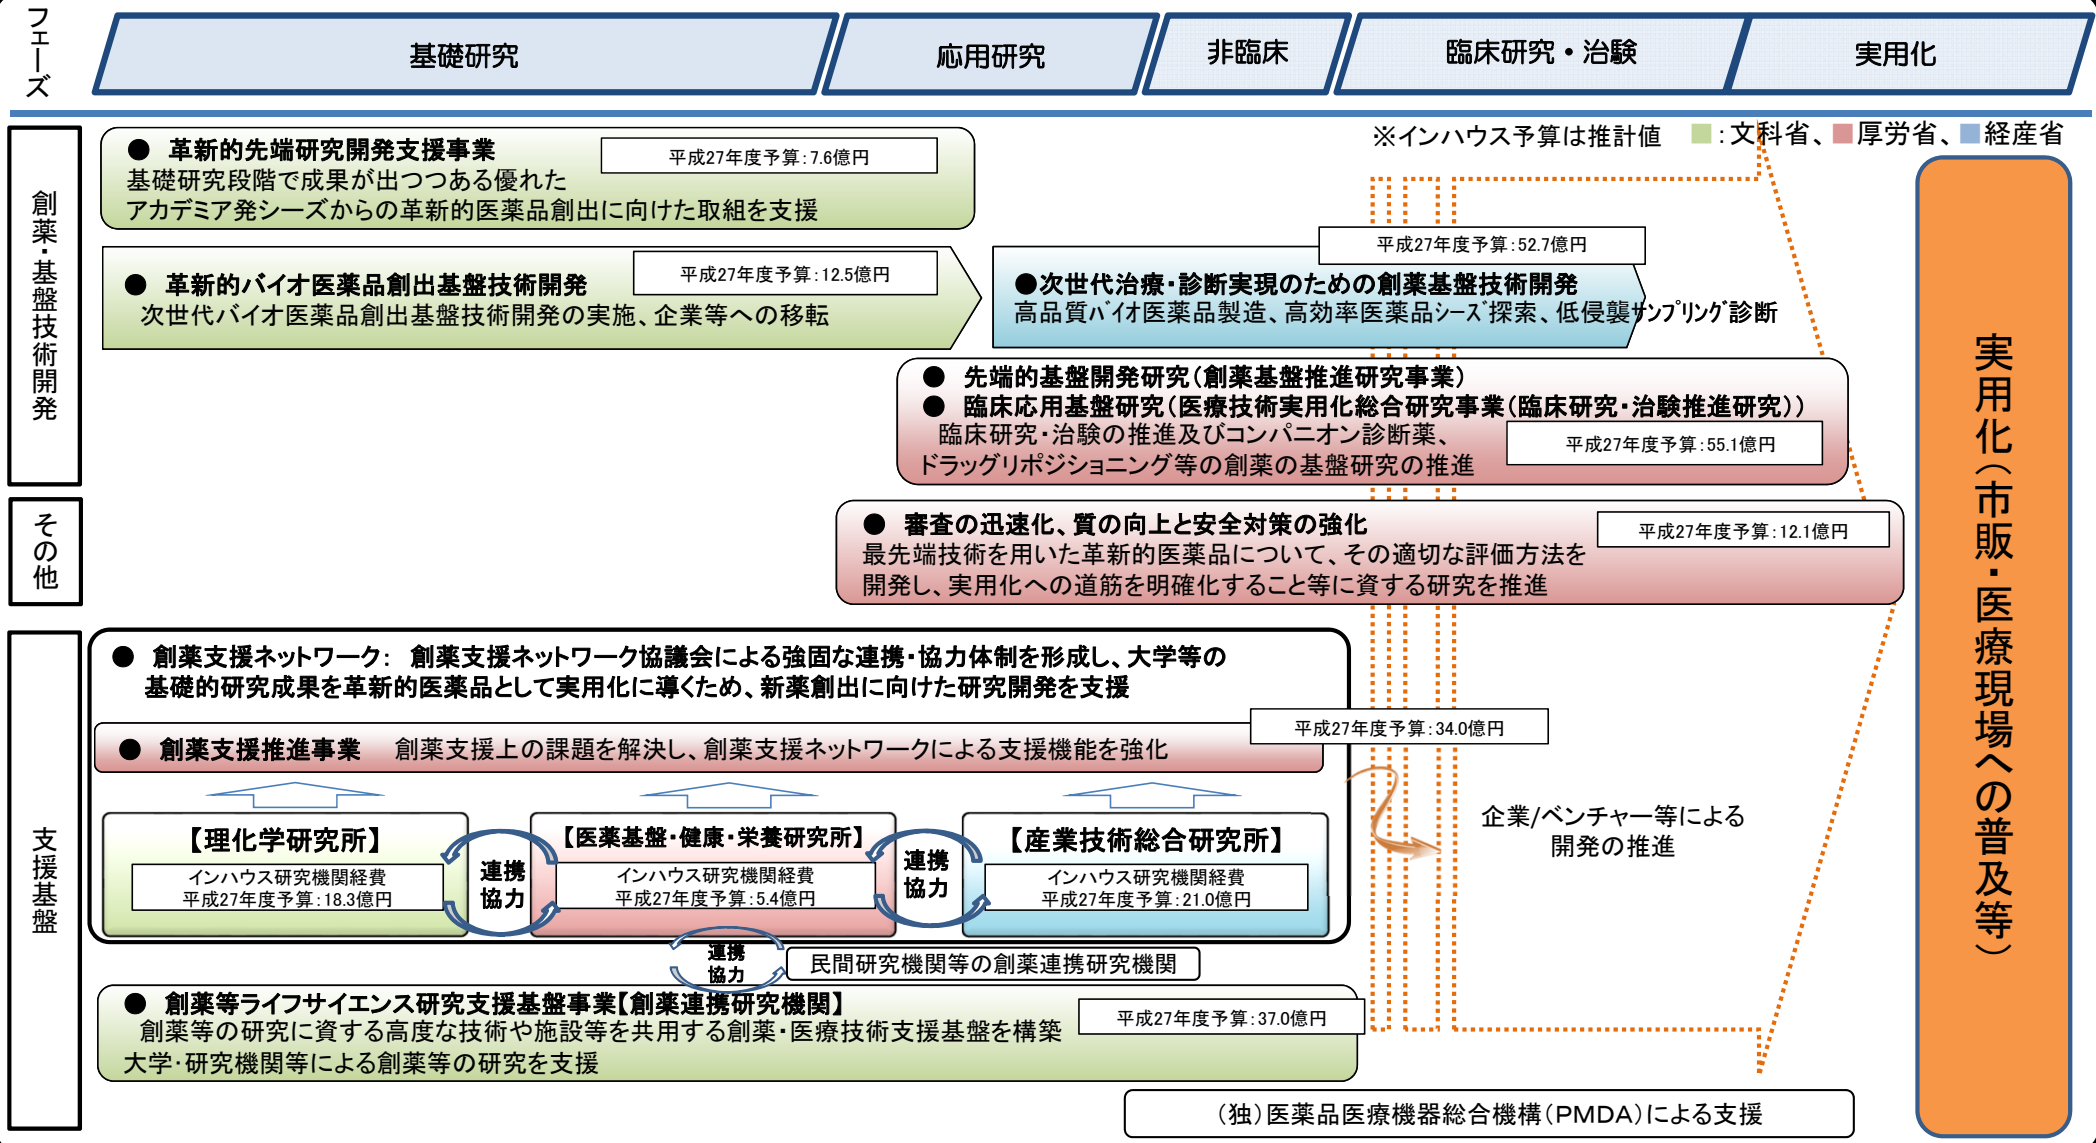 フェーズ
基礎研究
応用研究
非臨床
臨床研究・治験
実用化
※インハウス予算は推計値 ■：文科省、■厚労省、■経産省
創薬・基盤技術開発
● 革新的先端研究開発支援事業
平成27年度予算：7.6億円
基礎研究段階で成果が出つつある優れた
アカデミア発シーズからの革新的医薬品創出に向けた取組を支援
● 革新的バイオ医薬品創出基盤技術開発
平成27年度予算：12.5億円
次世代バイオ医薬品創出基盤技術開発の実施、企業等への移転
平成27年度予算：52.7億円
●次世代治療・診断実現のための創薬基盤技術開発
高品質ﾊﾞｲｵ医薬品製造、高効率医薬品ｼｰｽﾞ探索、低侵襲ｻﾝﾌﾟﾘﾝｸﾞ診断
● 先端的基盤開発研究（創薬基盤推進研究事業）
● 臨床応用基盤研究（医療技術実用化総合研究事業（臨床研究・治験推進研究））
臨床研究・治験の推進及びコンパニオン診断薬、
ドラッグリポジショニング等の創薬の基盤研究の推進
平成27年度予算：55.1億円
その他
● 審査の迅速化、質の向上と安全対策の強化
平成27年度予算：12.1億円
最先端技術を用いた革新的医薬品について、その適切な評価方法を
開発し、実用化への道筋を明確化すること等に資する研究を推進
支援基盤
● 創薬支援ネットワーク： 創薬支援ネットワーク協議会による強固な連携・協力体制を形成し、大学等の
基礎的研究成果を革新的医薬品として実用化に導くため、新薬創出に向けた研究開発を支援
平成27年度予算：34.0億円
● 創薬支援推進事業 創薬支援上の課題を解決し、創薬支援ネットワークによる支援機能を強化
【理化学研究所】
インハウス研究機関経費
平成27年度予算：18.3億円
連携
協力
【医薬基盤・健康・栄養研究所】
インハウス研究機関経費
平成27年度予算：5.4億円
連携
協力
【産業技術総合研究所】
インハウス研究機関経費
平成27年度予算：21.0億円
企業/ベンチャー等による
開発の推進
連携
協力
民間研究機関等の創薬連携研究機関
● 創薬等ライフサイエンス研究支援基盤事業【創薬連携研究機関】
平成27年度予算：37.0億円
創薬等の研究に資する高度な技術や施設等を共用する創薬・医療技術支援基盤を構築
大学・研究機関等による創薬等の研究を支援
（独）医薬品医療機器総合機構（PMDA）による支援
実用化（市販・医療現場への普及等）